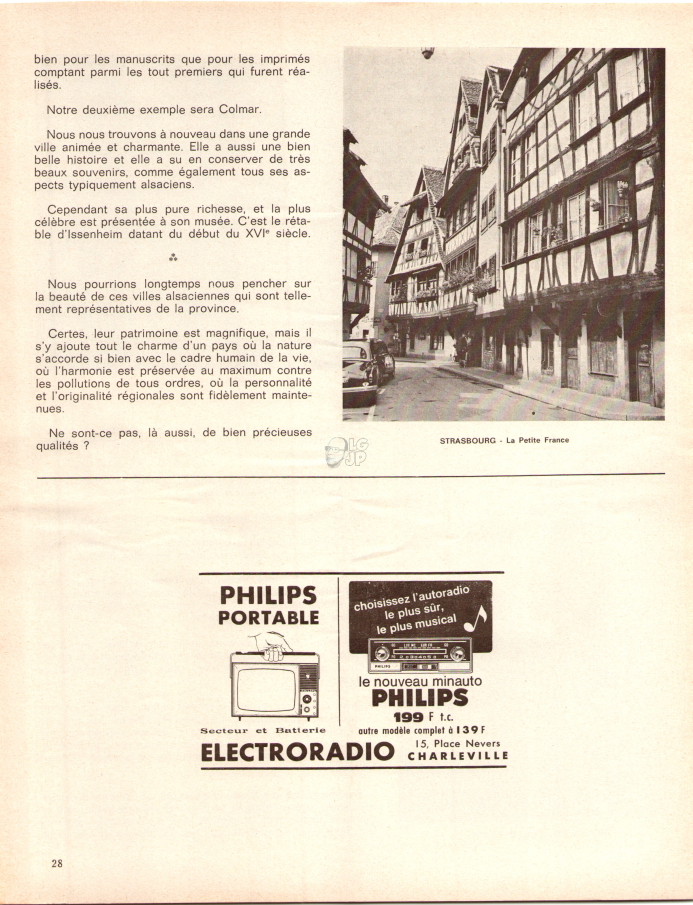 bien pour les manuscrits que pour les imprimés
comptant parmi les tout premiers qui furent réa-
lisés.
Notre deuxième exemple sera Colmar.
Nous nous trouvons à nouveau dans une grande
ville animée et charmante. Elle a aussi une bien
belle histoire et elle a su en conserver de très
beaux souvenirs, comme également tous ses as-
pects typiquement alsaciens.
Cependant sa plus pure richesse, et la plus
célèbre est présentée à son musée. C'est le réta-
ble d'Issenheim datant du début du XVIe siècle.
Nous pourrions longtemps nous pencher sur
la beauté de ces villes alsaciennes qui sont telle-
ment représentatives de la province.
Certes, leur patrimoine est magnifique, mais il
s'y ajoute tout le charme d'un pays où la nature
s'accorde si bien avec le cadre humain de la vie,
où l'harmonie est préservée au maximum contre
les pollutions de tous ordres, où la personnalité
et l'originalité régionales sont fidèlement mainte-
nues.
Ne sont-ce pas, là aussi, de bien précieuses
qualités ?
STRASBOURG - La Petite France
LG
JP
PHILIPS
PORTABLE
Secteur et Batterie
choisissez l'autoradio
le plus sûr,
le plus musical
PHILIPS
le nouveau minauto
PHILIPS
199 F t.c.
autre modèle complet à 139 F
ELECTRORADIO
15, Place Nevers
CHARLEVILLE
28